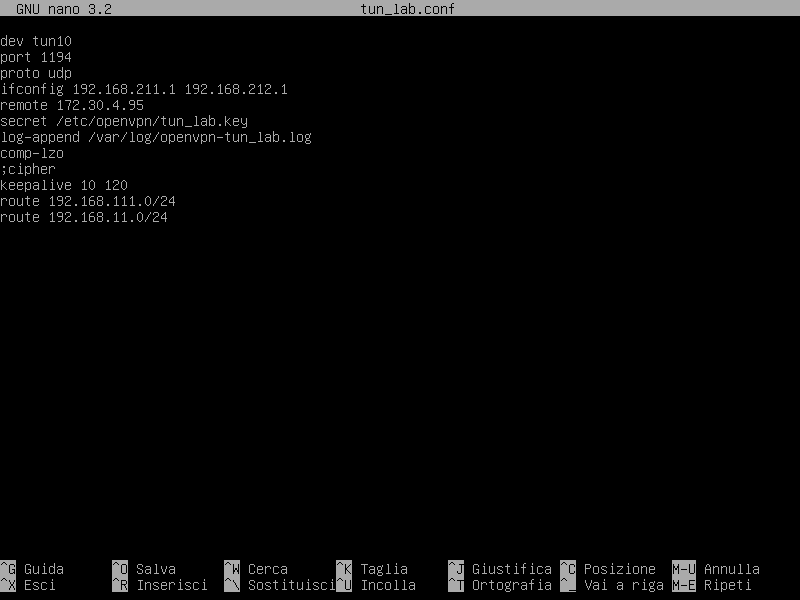 GNU nano 3.2 tun_lab.conf
dev tun10
port 1194
proto udp
ifconfig 192.168.211.1 192.168.212.1
remote 172.30.4.95
secret /etc/openvpn/tun_lab.key
log-append /var/log/openvpn-tun_lab.log
comp-lzo
;cipher
keepalive 10 120
route 192.168.111.0/24
route 192.168.11.0/24
^G Guida ^O Salva ^W Cerca ^K Taglia ^J Giustifica ^C Posizione M-U Annulla
^X Esci ^R Inserisci ^\ Sostituisci ^U Incolla ^T Ortografia ^_ Vai a riga M-E Ripeti